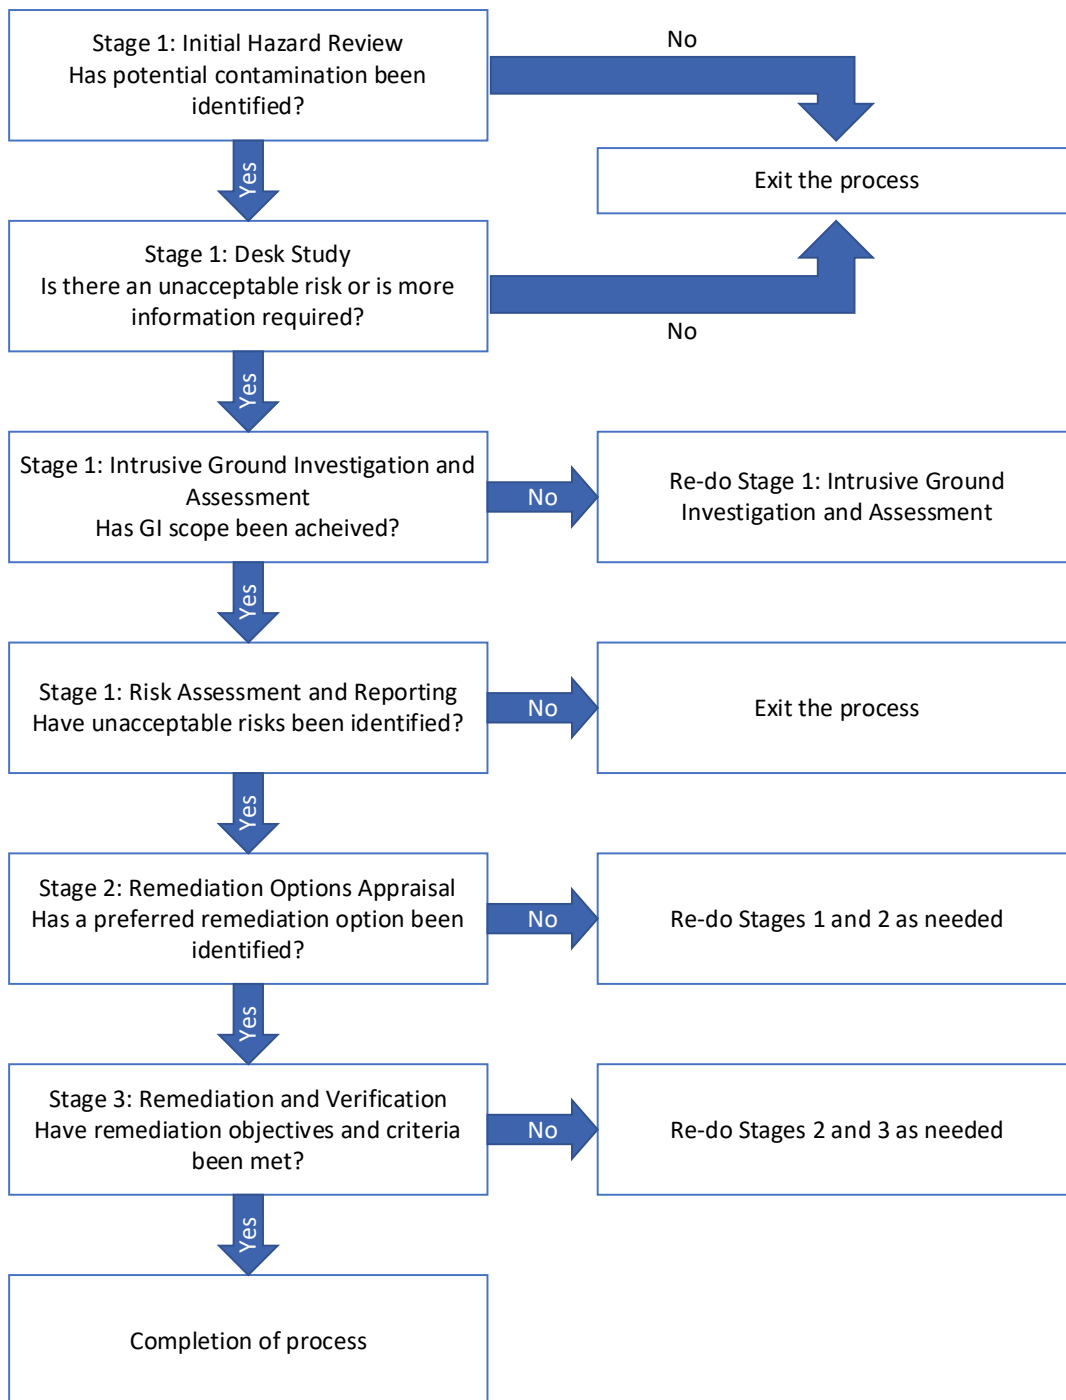 Stage 1: Initial Hazard Review
Has potential contamination been
identified?
No
Exit the process
Yes
Stage 1: Desk Study
Is there an unacceptable risk or is more
information required?
No
Yes
Stage 1: Intrusive Ground Investigation and
Assessment
Has GI scope been acheived?
No
Re-do Stage 1: Intrusive Ground
Investigation and Assessment
Yes
Stage 1: Risk Assessment and Reporting
Have unacceptable risks been identified?
No
Exit the process
Yes
Stage 2: Remediation Options Appraisal
Has a preferred remediation option been
identified?
No
Re-do Stages 1 and 2 as needed
Yes
Stage 3: Remediation and Verification
Have remediation objectives and criteria
been met?
No
Re-do Stages 2 and 3 as needed
Yes
Completion of process